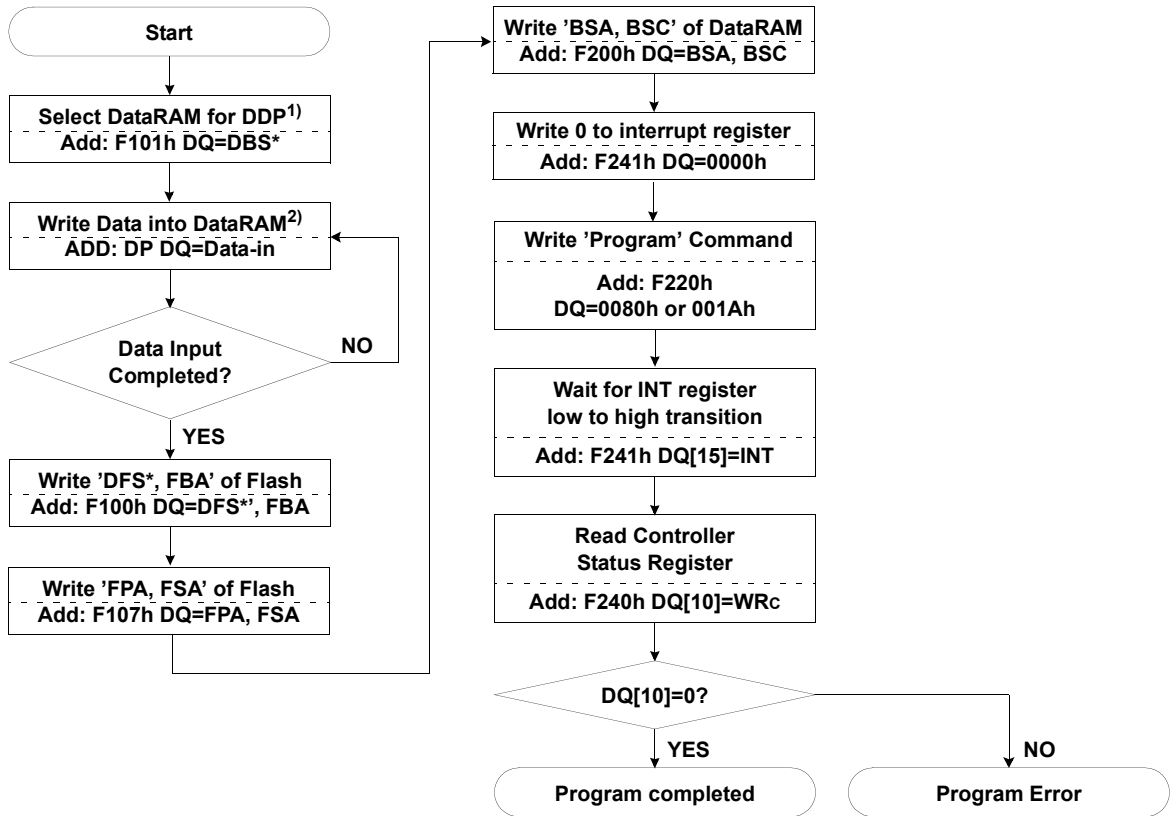 Start
Select DataRAM for DDP1)
Add: F101h DQ=DBS*
Write Data into DataRAM2)
ADD: DP DQ=Data-in
Data Input
Completed?
NO
YES
Write ’DFS*, FBA’ of Flash
Add: F100h DQ=DFS*’, FBA
Write ’FPA, FSA’ of Flash
Add: F107h DQ=FPA, FSA
Write ’BSA, BSC’ of DataRAM
Add: F200h DQ=BSA, BSC
Write 0 to interrupt register
Add: F241h DQ=0000h
Write ’Program’ Command
Add: F220h
DQ=0080h or 001Ah
Wait for INT register
low to high transition
Add: F241h DQ[15]=INT
Read Controller
Status Register
Add: F240h DQ[10]=WRc
DQ[10]=0?
YES
NO
Program completed
Program Error